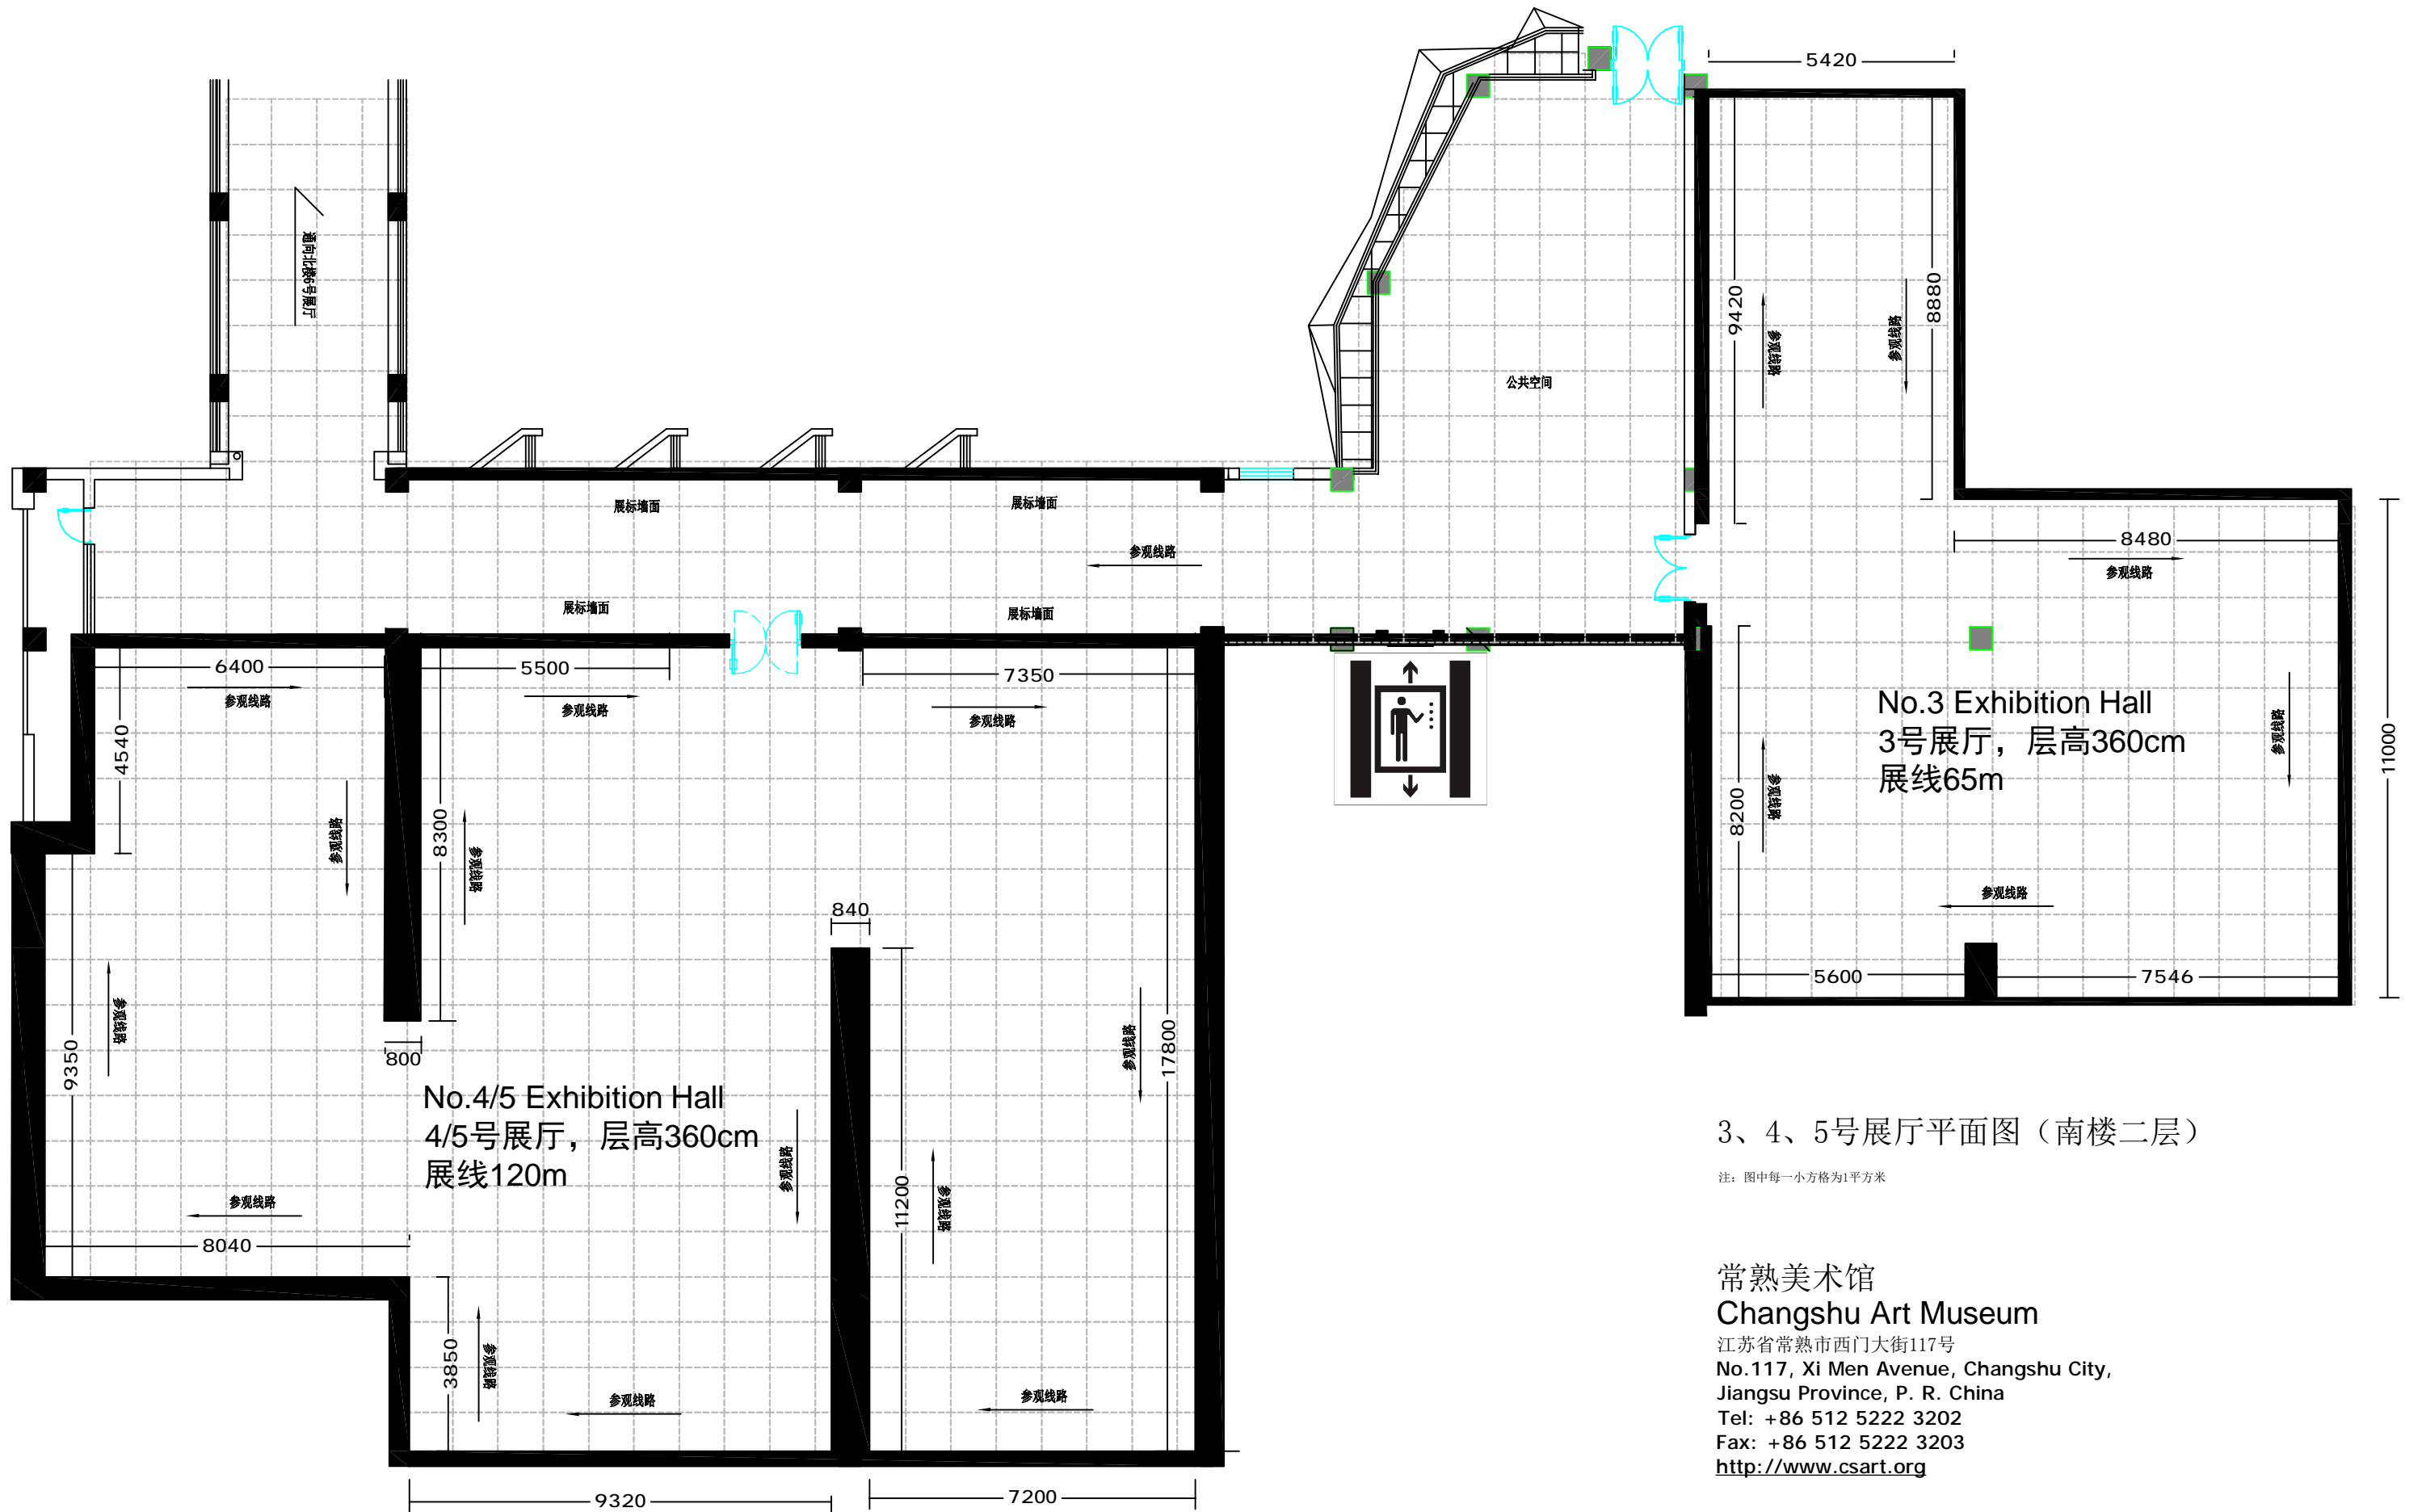 5420
通向北楼6号展厅
9420
8880
参观线路
参观线路
公共空间
展标墙面
展标墙面
参观线路
8480
参观线路
展标墙面
展标墙面
6400
参观线路
5500
参观线路
7350
参观线路
4540
8300
参观线路
参观线路
No.3 Exhibition Hall
3号展厅，层高360cm
展线65m
参观线路
11000
8200
参观线路
参观线路
840
5600
7546
参观线路
9350
800
17800
参观线路
No.4/5 Exhibition Hall
4/5号展厅，层高360cm
展线120m
参观线路
11200
参观线路
参观线路
8040
3850
参观线路
参观线路
参观线路
9320
7200
3、4、5号展厅平面图（南楼二层）
注：图中每一小方格为1平方米
常熟美术馆
Changshu Art Museum
江苏省常熟市西门大街117号
No.117, Xi Men Avenue, Changshu City,
Jiangsu Province, P. R. China
Tel: +86 512 5222 3202
Fax: +86 512 5222 3203
http://www.csart.org